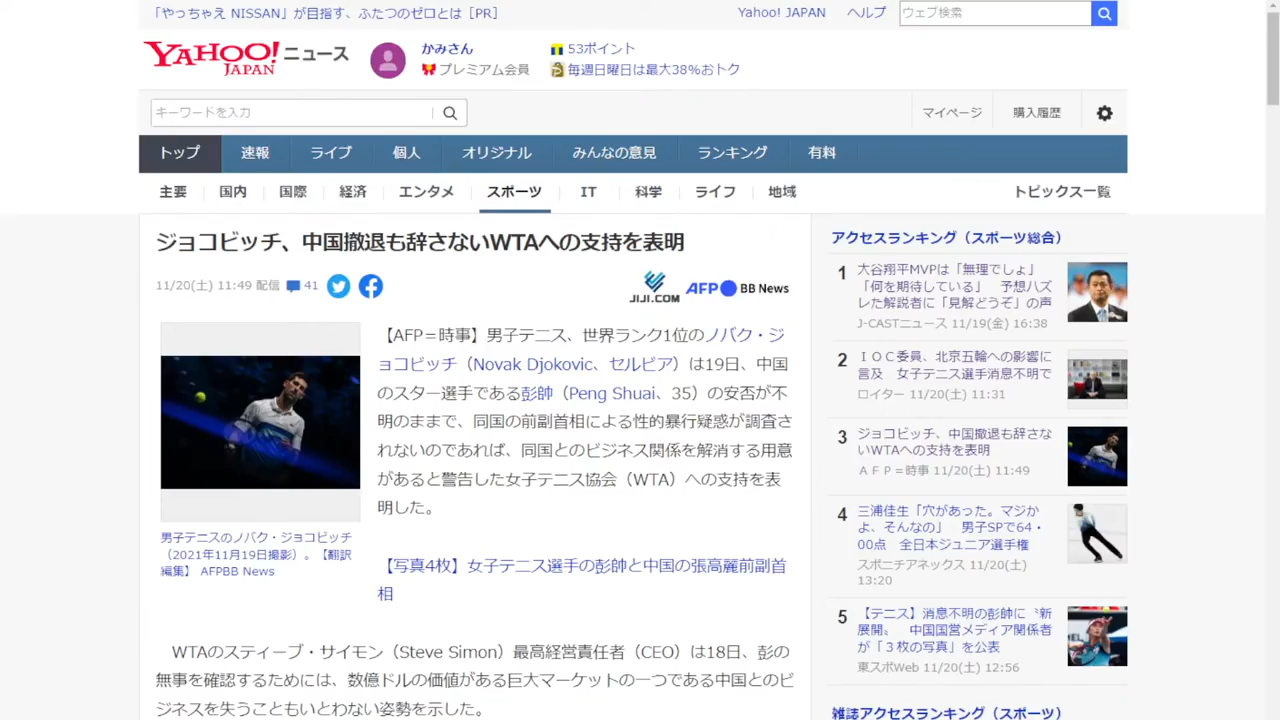 「やっちゃえ NISSAN」が目指す、ふたつのゼロとは［PR］
Yahoo! JAPAN
ヘルプ
ウェブ検索
YAHOO! JAPAN ニュース
かみさん
プレミアム会員
53ポイント
毎週日曜日は最大38%おトク
キーワードを入力
マイページ
購入履歴
トップ 速報 ライブ 個人 オリジナル みんなの意見 ランキング 有料
主要 国内 国際 経済 エンタメ スポーツ IT 科学 ライフ 地域
トピックス一覧
ジョコビッチ、中国撤退も辞さないWTAへの支持を表明
11/20(土) 11:49 配信 41
JIJI.COM AFP BB News
男子テニスのノバク・ジョコビッチ
（2021年11月19日撮影）。【翻訳
編集】 AFPBB News
【AFP＝時事】男子テニス、世界ランク1位のノバク・ジ
ョコビッチ（Novak Djokovic、セルビア）は19日、中国
のスター選手である彭帥（Peng Shuai、35）の安否が不
明のままで、同国の前副首相による性的暴行疑惑が調査さ
れないのであれば、同国とのビジネス関係を解消する用意
があると警告した女子テニス協会（WTA）への支持を表
明した。
【写真4枚】女子テニス選手の彭帥と中国の張高麗前副首
相
WTAのスティーブ・サイモン（Steve Simon）最高経営責任者（CEO）は18日、彭の
無事を確認するためには、数億ドルの価値がある巨大マーケットの一つである中国とのビ
ジネスを失うこともいとわない姿勢を示した。
アクセスランキング（スポーツ総合）
1
大谷翔平MVPは「無理でしょ」
「何を期待している」 予想ハズ
レた解説者に「見解どうぞ」の声
J-CASTニュース 11/19(金) 16:38
2
ＩＯＣ委員、北京五輪への影響に
言及 女子テニス選手消息不明で
ロイター 11/20(土) 11:31
3
ジョコビッチ、中国撤退も辞さな
いWTAへの支持を表明
ＡＦＰ＝時事 11/20(土) 11:49
4
三浦佳生「穴があった。マジか
よ、そんなの」 男子SPで64・
00点 全日本ジュニア選手権
スポニチアネックス 11/20(土)
13:20
5
【テニス】消息不明の彭帥に〝新
展開〟 中国国営メディア関係者
が「３枚の写真」を公表
東スポWeb 11/20(土) 12:56
雑誌アクセスランキング（スポーツ）